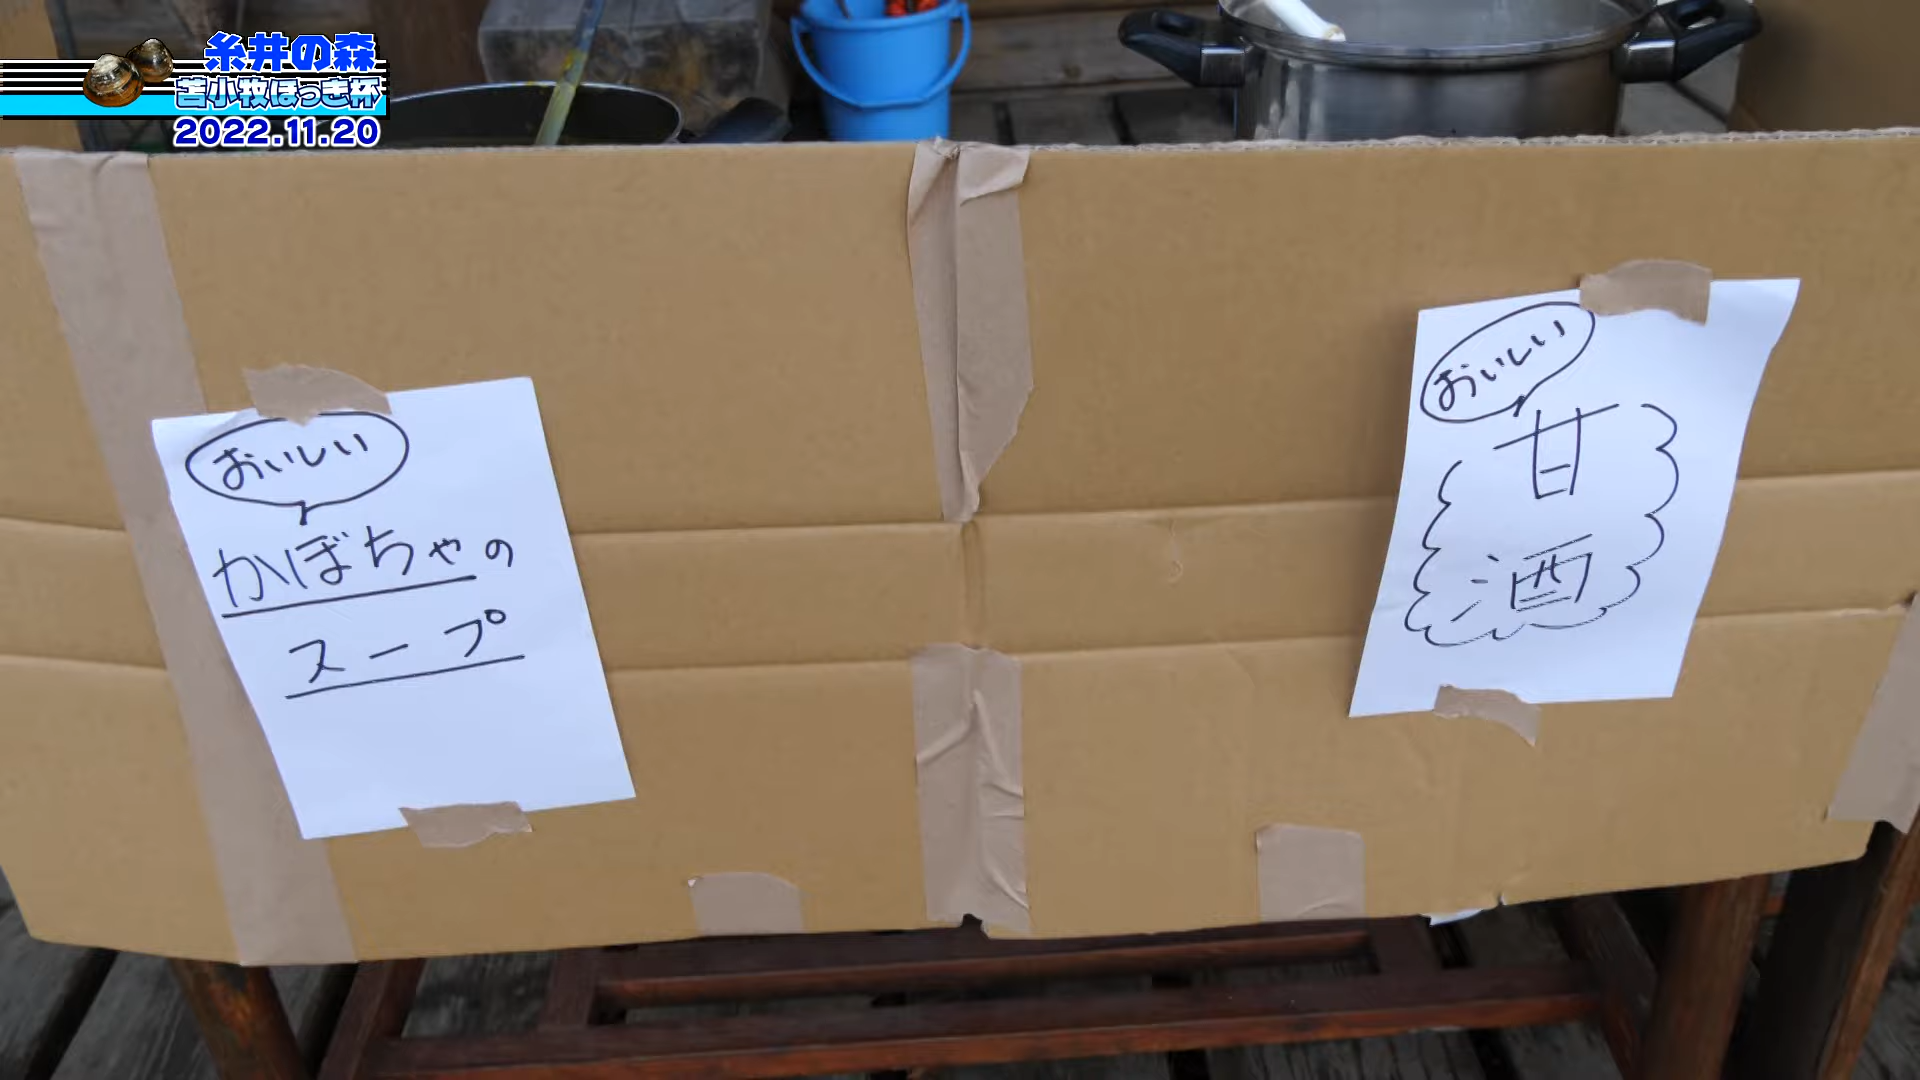 糸井の森
苫小牧ほっき杯
2022.11.20
おいしい
かぼちゃの
スープ
おいしい
甘
酒